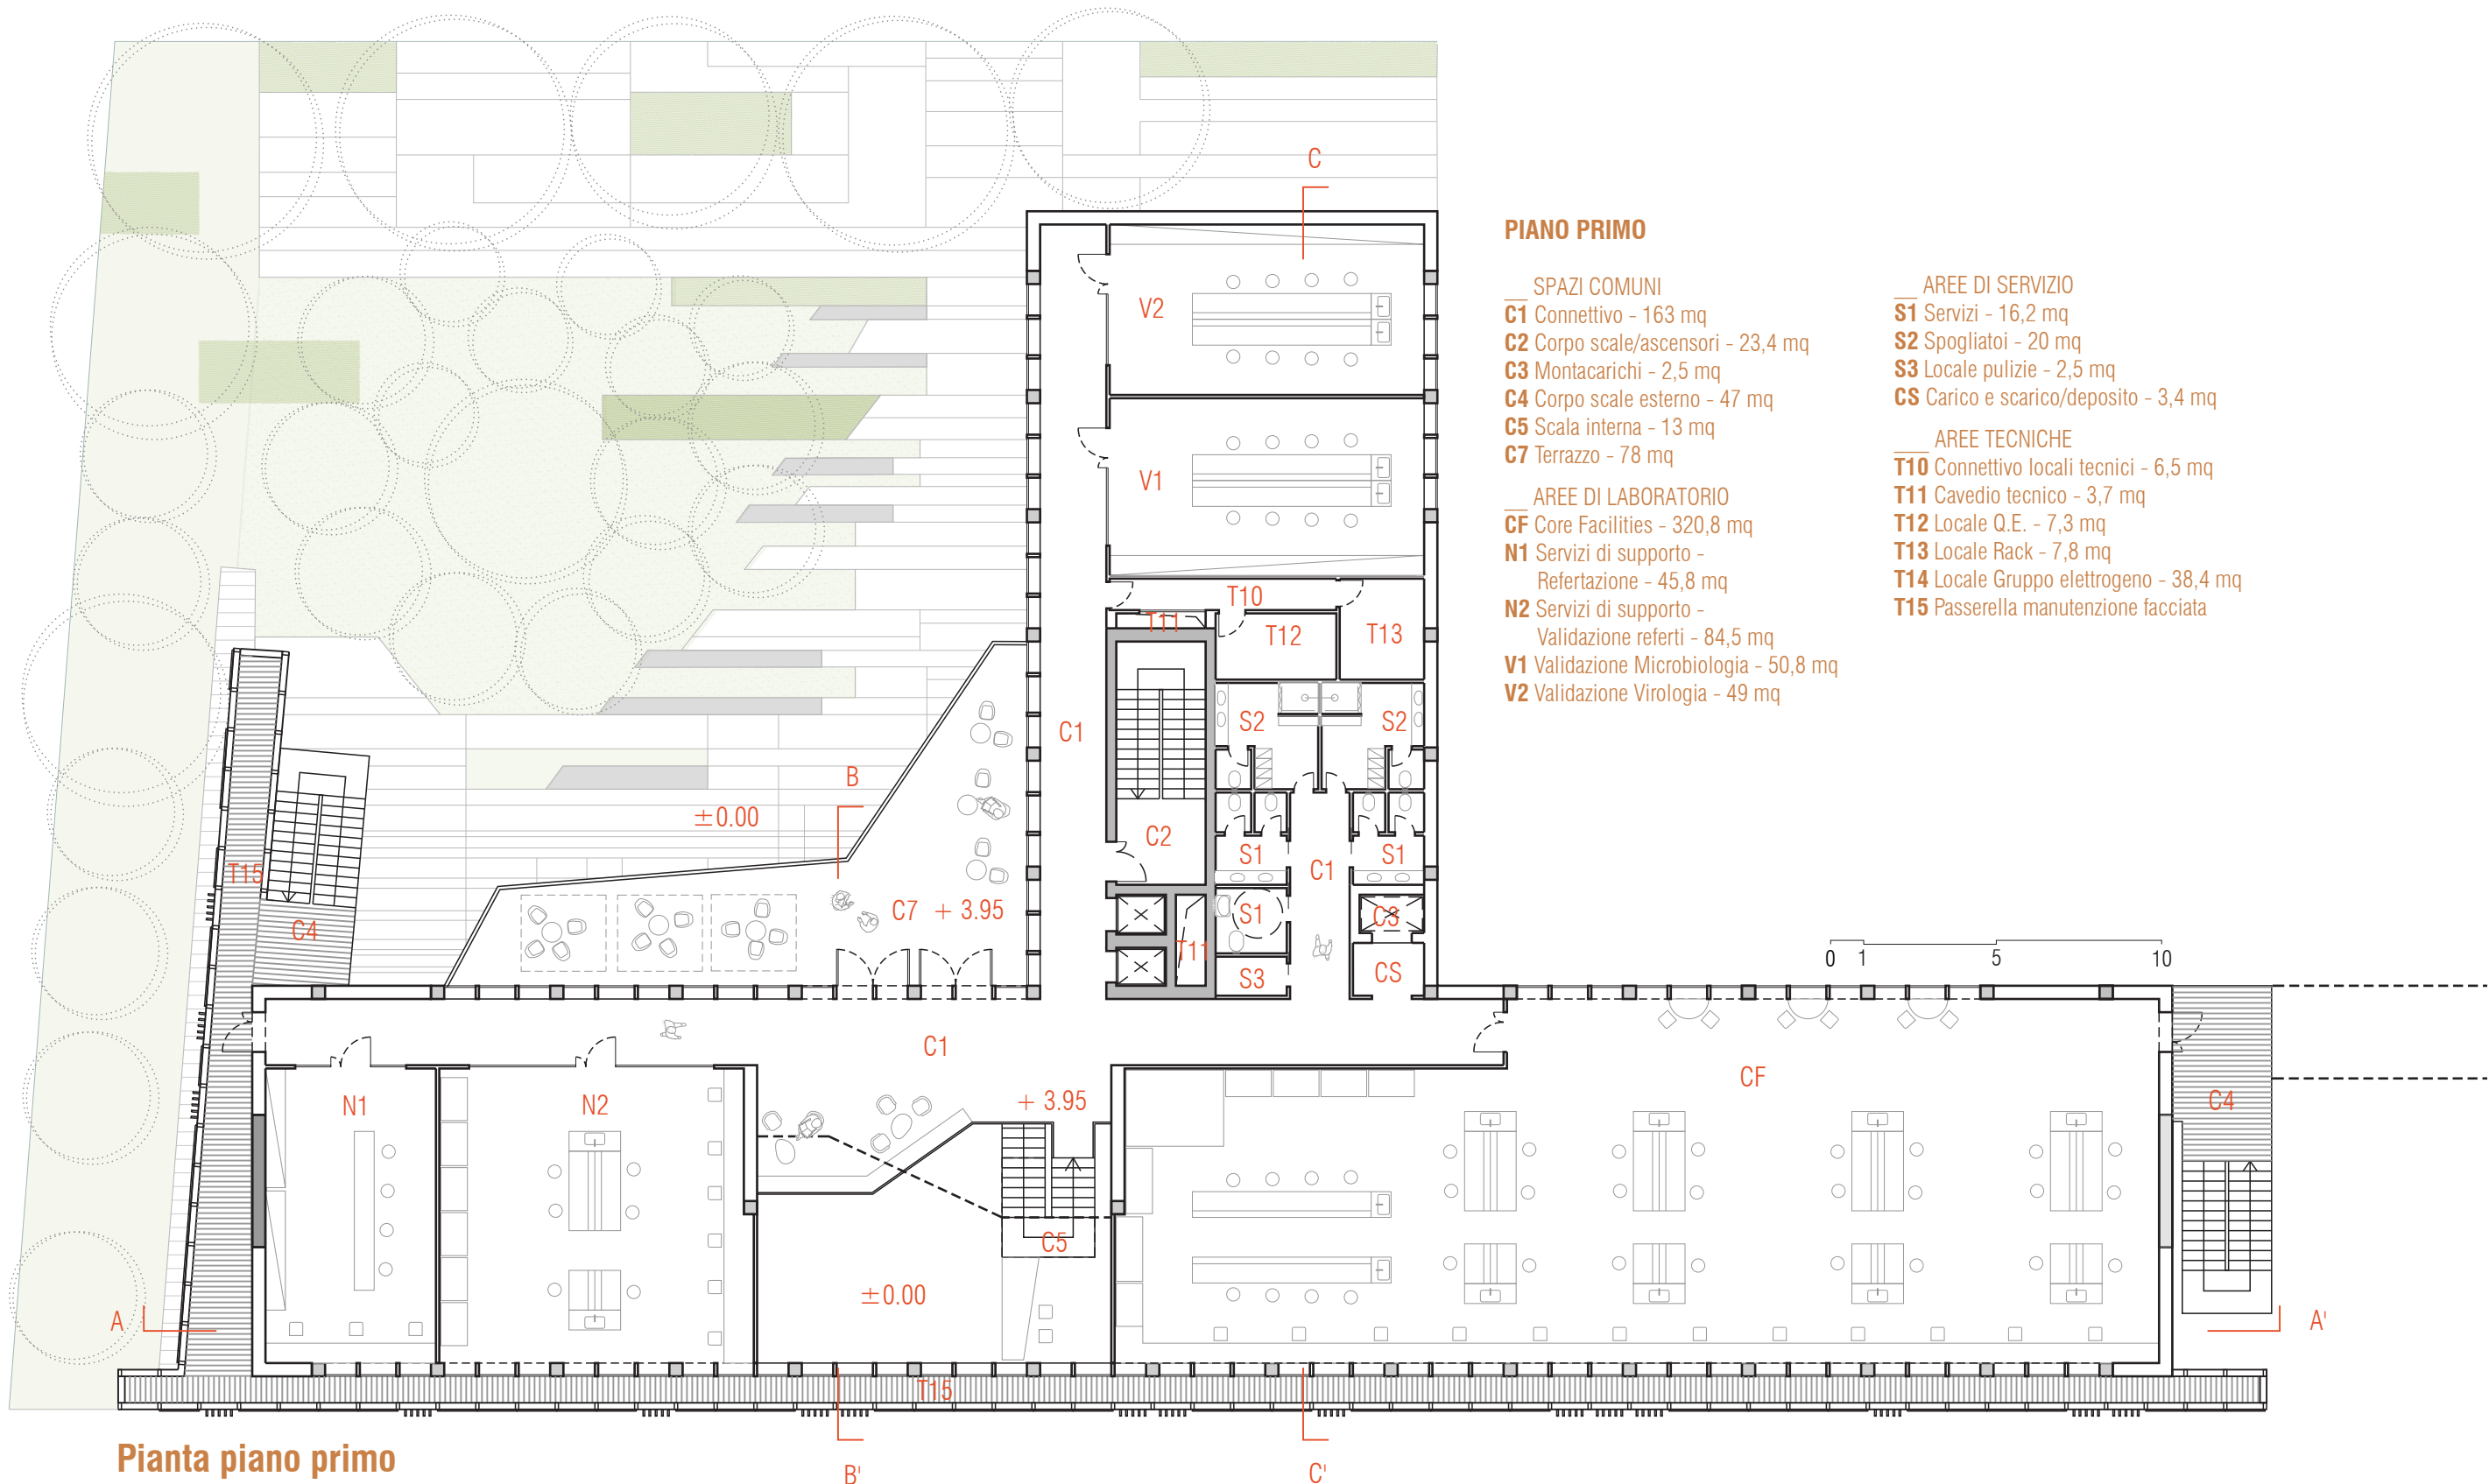 C
PIANO PRIMO
__ SPAZI COMUNI
C1 Connettivo - 163 mq
C2 Corpo scale/ascensori - 23,4 mq
C3 Montacarichi - 2,5 mq
C4 Corpo scale esterno - 47 mq
C5 Scala interna - 13 mq
C7 Terrazzo - 78 mq
__ AREE DI LABORATORIO
CF Core Facilities - 320,8 mq
N1 Servizi di supporto -
Refertazione - 45,8 mq
N2 Servizi di supporto -
Validazione referti - 84,5 mq
V1 Validazione Microbiologia - 50,8 mq
V2 Validazione Virologia - 49 mq
__ AREE DI SERVIZIO
S1 Servizi - 16,2 mq
S2 Spogliatoi - 20 mq
S3 Locale pulizie - 2,5 mq
CS Carico e scarico/deposito - 3,4 mq
___ AREE TECNICHE
T10 Connettivo locali tecnici - 6,5 mq
T11 Cavedio tecnico - 3,7 mq
T12 Locale Q.E. - 7,3 mq
T13 Locale Rack - 7,8 mq
T14 Locale Gruppo elettrogeno - 38,4 mq
T15 Passerella manutenzione facciata
V2
V1
T10
T11
T12
T13
C1
S2
S2
B
±0.00
C2
S1
C1
S1
T15
C4
C7 + 3.95
S1
C3
T11
S3
CS
0 1 5 10
C1
CF
N1
N2
+ 3.95
C4
C5
±0.00
A
A'
T15
Pianta piano primo
B'
C'